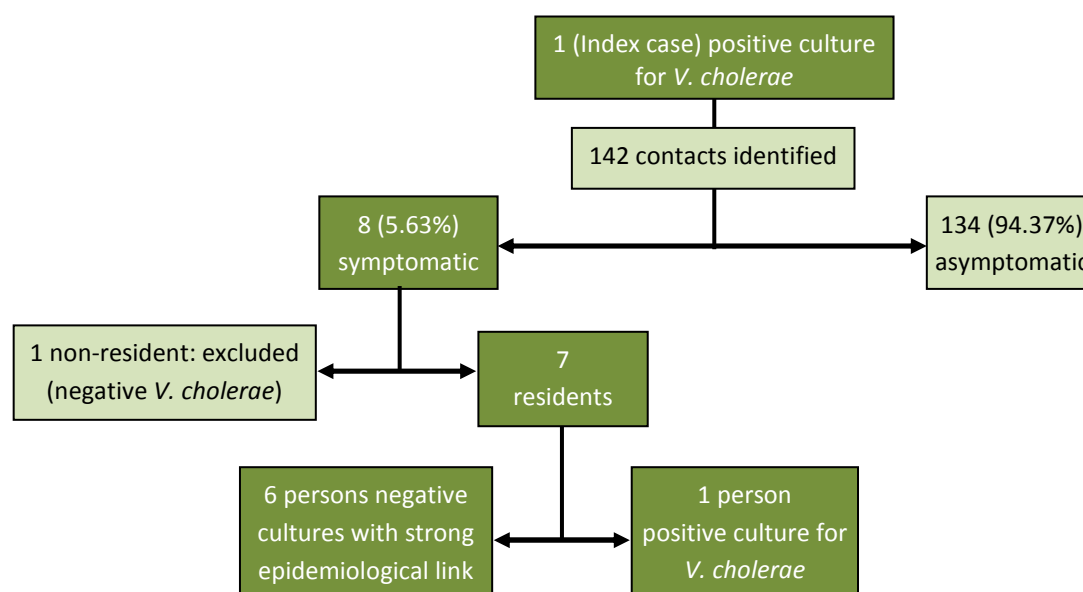 1 (Index case) positive culture
for V. cholerae
142 contacts identified
8 (5.63%)
symptomatic
134 (94.37%)
asymptomatic
1 non-resident: excluded
(negative V. cholerae)
7
residents
6 persons negative
cultures with strong
epidemiological link
1 person
positive culture for
V. cholerae